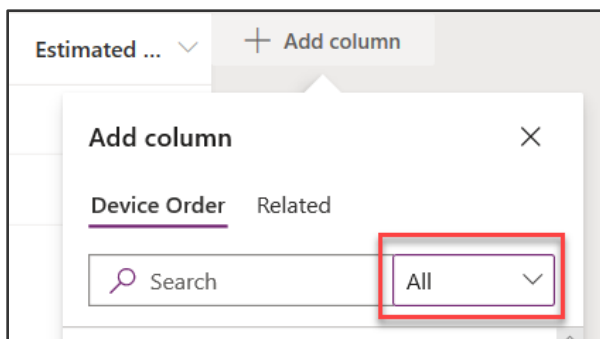 Estimated ... Add column
Add column
Device Order Related
Search All